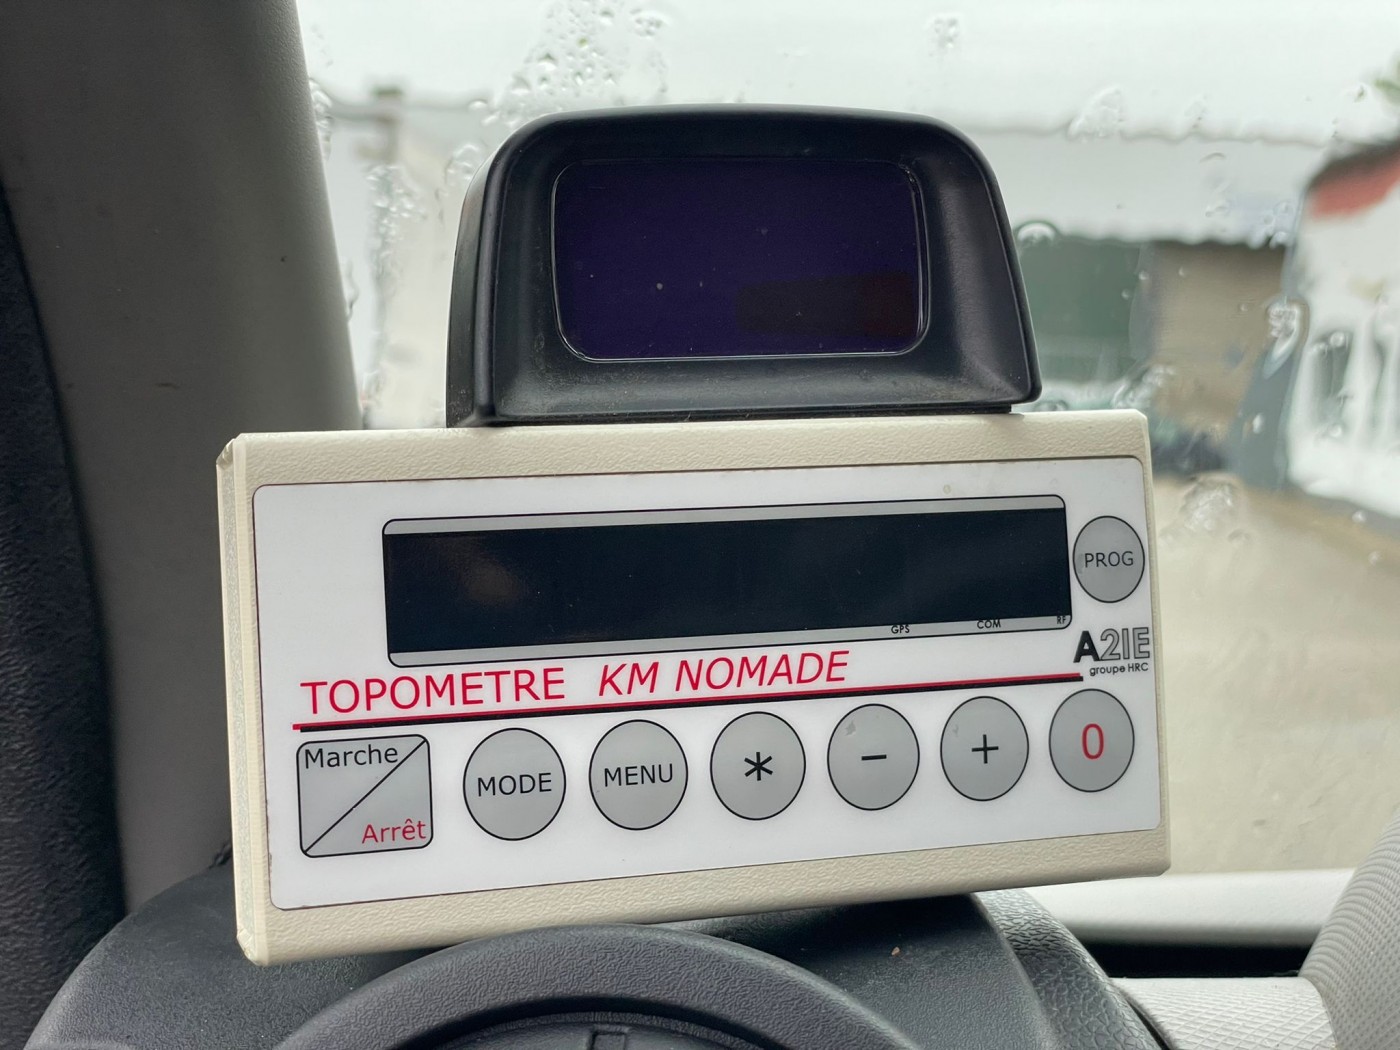 PROG
GPS COM RF
A2IE
groupe HRC
TOPOMETRE KM NOMADE
Marche
Arrêt
MODE
MENU
*
-
+
0